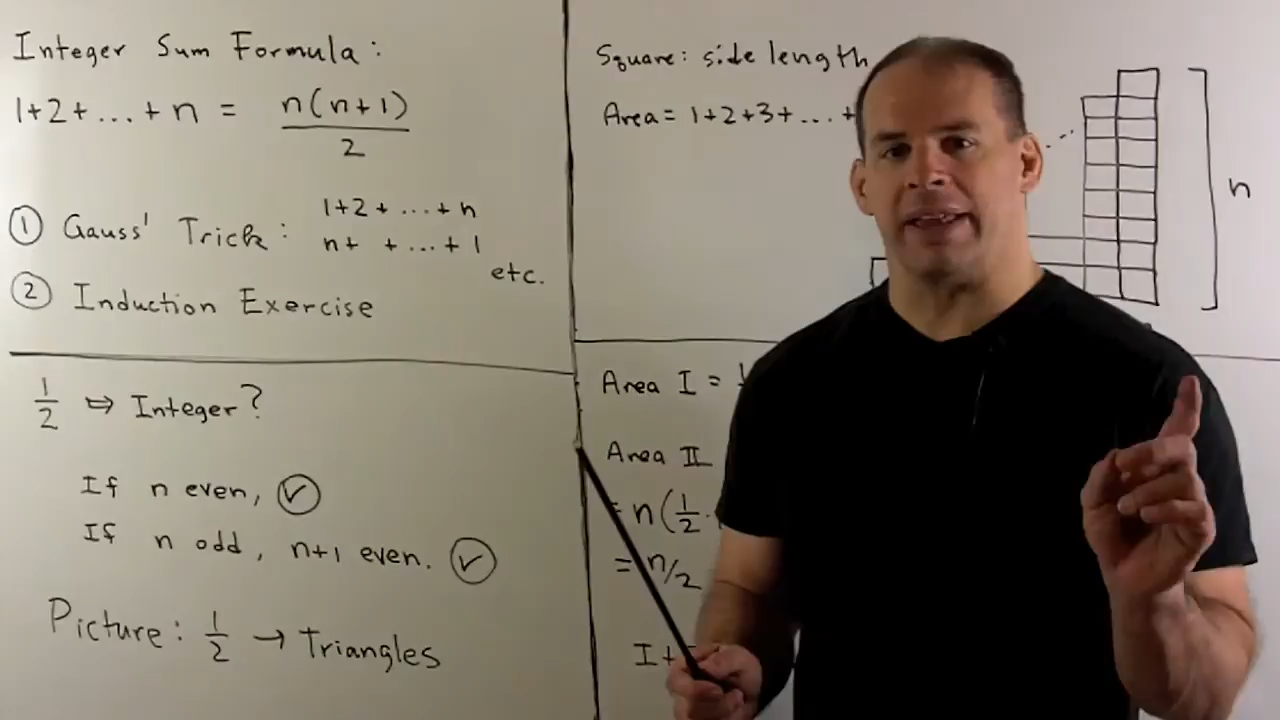 Integer Sum Formula:
1+2+...+n = n(n+1)/2
① Gauss' Trick: 1+2+...+n
n+ +...+1
etc.
② Induction Exercise
1/2 ⇔ Integer?
If n even, ✓
If n odd, n+1 even. ✓
Picture: 1/2 → Triangles
Square: side length
Area = 1+2+3+...+
n
Area I =
Area II
= n(1/2 ·
= n/2
I+